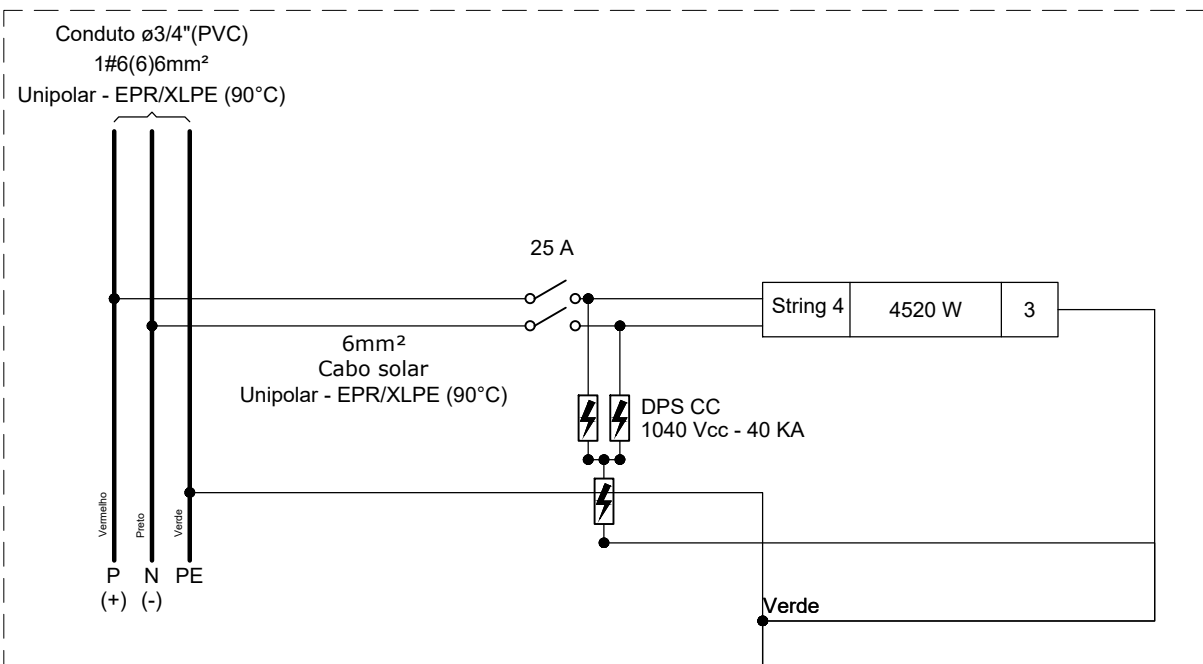 Conduto ø3/4"(PVC)
1#6(6)6mm²
Unipolar - EPR/XLPE (90°C)
25 A
String 4
4520 W
3
6mm²
Cabo solar
Unipolar - EPR/XLPE (90°C)
DPS CC
1040 Vcc - 40 KA
Vermelho
Preto
Verde
P
N
PE
(+)
(-)
Verde